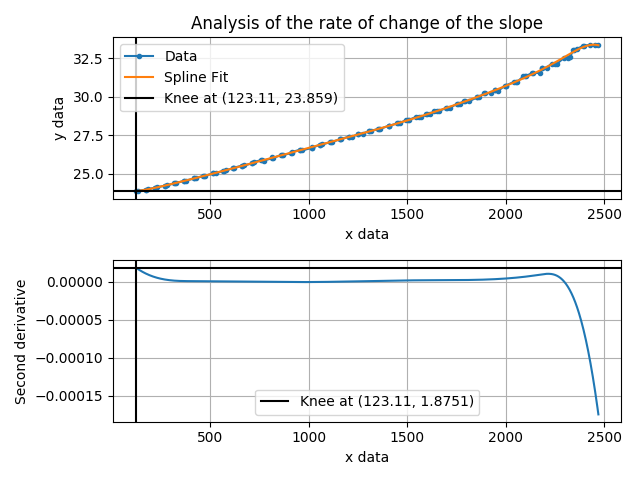 Analysis of the rate of change of the slope
y data
32.5
30.0
27.5
25.0
Data
Spline Fit
Knee at (123.11, 23.859)
500
1000
1500
2000
2500
x data
Second derivative
0.00000
−0.00005
−0.00010
−0.00015
Knee at (123.11, 1.8751)
500
1000
1500
2000
2500
x data